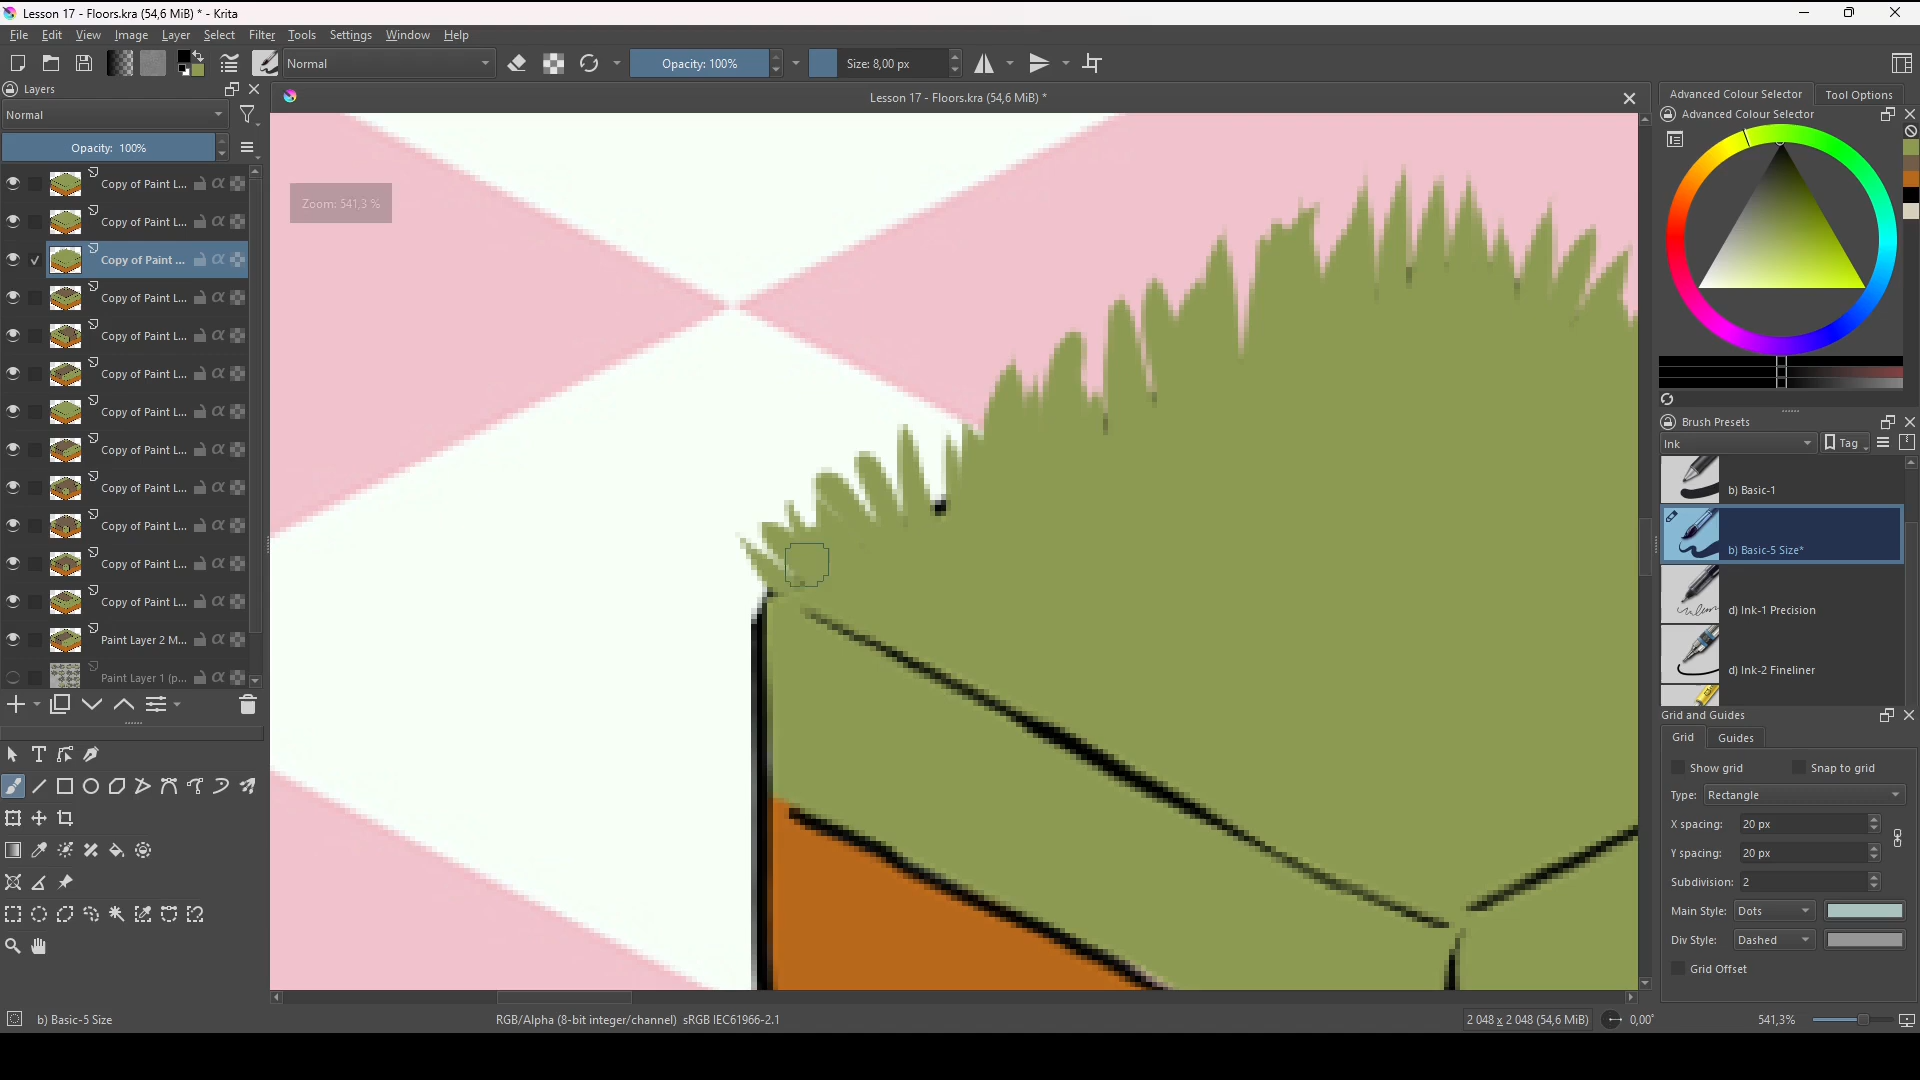 Lesson 17 - Floors.kra (54,6 MiB) * - Krita
File Edit View Image Layer Select Filter Tools Settings Window Help
Normal Opacity: 100% Size: 8,00 px
Layers
Lesson 17 - Floors.kra (54,6 MiB) *
Normal
Opacity: 100%
Copy of Paint L...
Copy of Paint L...
Copy of Paint ...
Copy of Paint L...
Copy of Paint L...
Copy of Paint L...
Copy of Paint L...
Copy of Paint L...
Copy of Paint L...
Copy of Paint L...
Copy of Paint L...
Copy of Paint L...
Paint Layer 2 M...
Paint Layer 1 (p...
Zoom: 541,3 %
Advanced Colour Selector Tool Options
Advanced Colour Selector
Brush Presets
Ink Tag
b) Basic-1
b) Basic-5 Size*
d) Ink-1 Precision
d) Ink-2 Fineliner
Grid and Guides
Grid Guides
Show grid Snap to grid
Type: Rectangle
X spacing: 20 px
Y spacing: 20 px
Subdivision: 2
Main Style: Dots
Div Style: Dashed
Grid Offset
b) Basic-5 Size RGB/Alpha (8-bit integer/channel) sRGB IEC61966-2.1 2 048 x 2 048 (54,6 MiB) 0,00° 541,3%